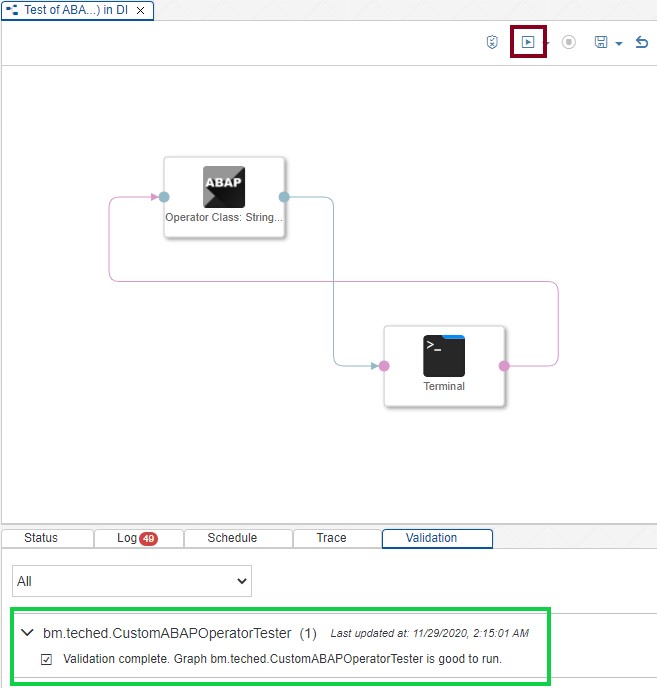 Test of ABA...) in DI
ABAP
Operator Class: String...
>_
Terminal
Status Log 49 Schedule Trace Validation
All
bm.teched.CustomABAPOperatorTester (1) Last updated at: 11/29/2020, 2:15:01 AM
Validation complete. Graph bm.teched.CustomABAPOperatorTester is good to run.